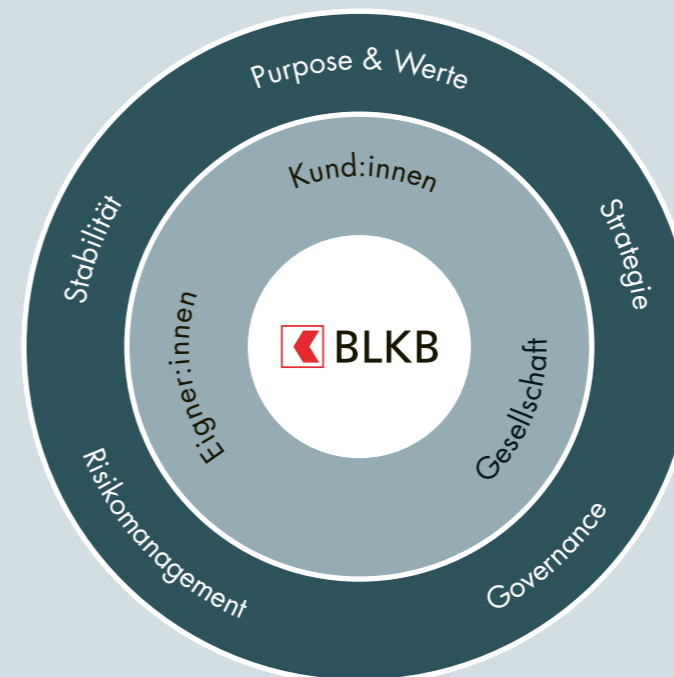 Purpose & Werte
Strategie
Governance
Risikomanagement
Stabilität
Kund:innen
Gesellschaft
Eigner:innen
BLKB